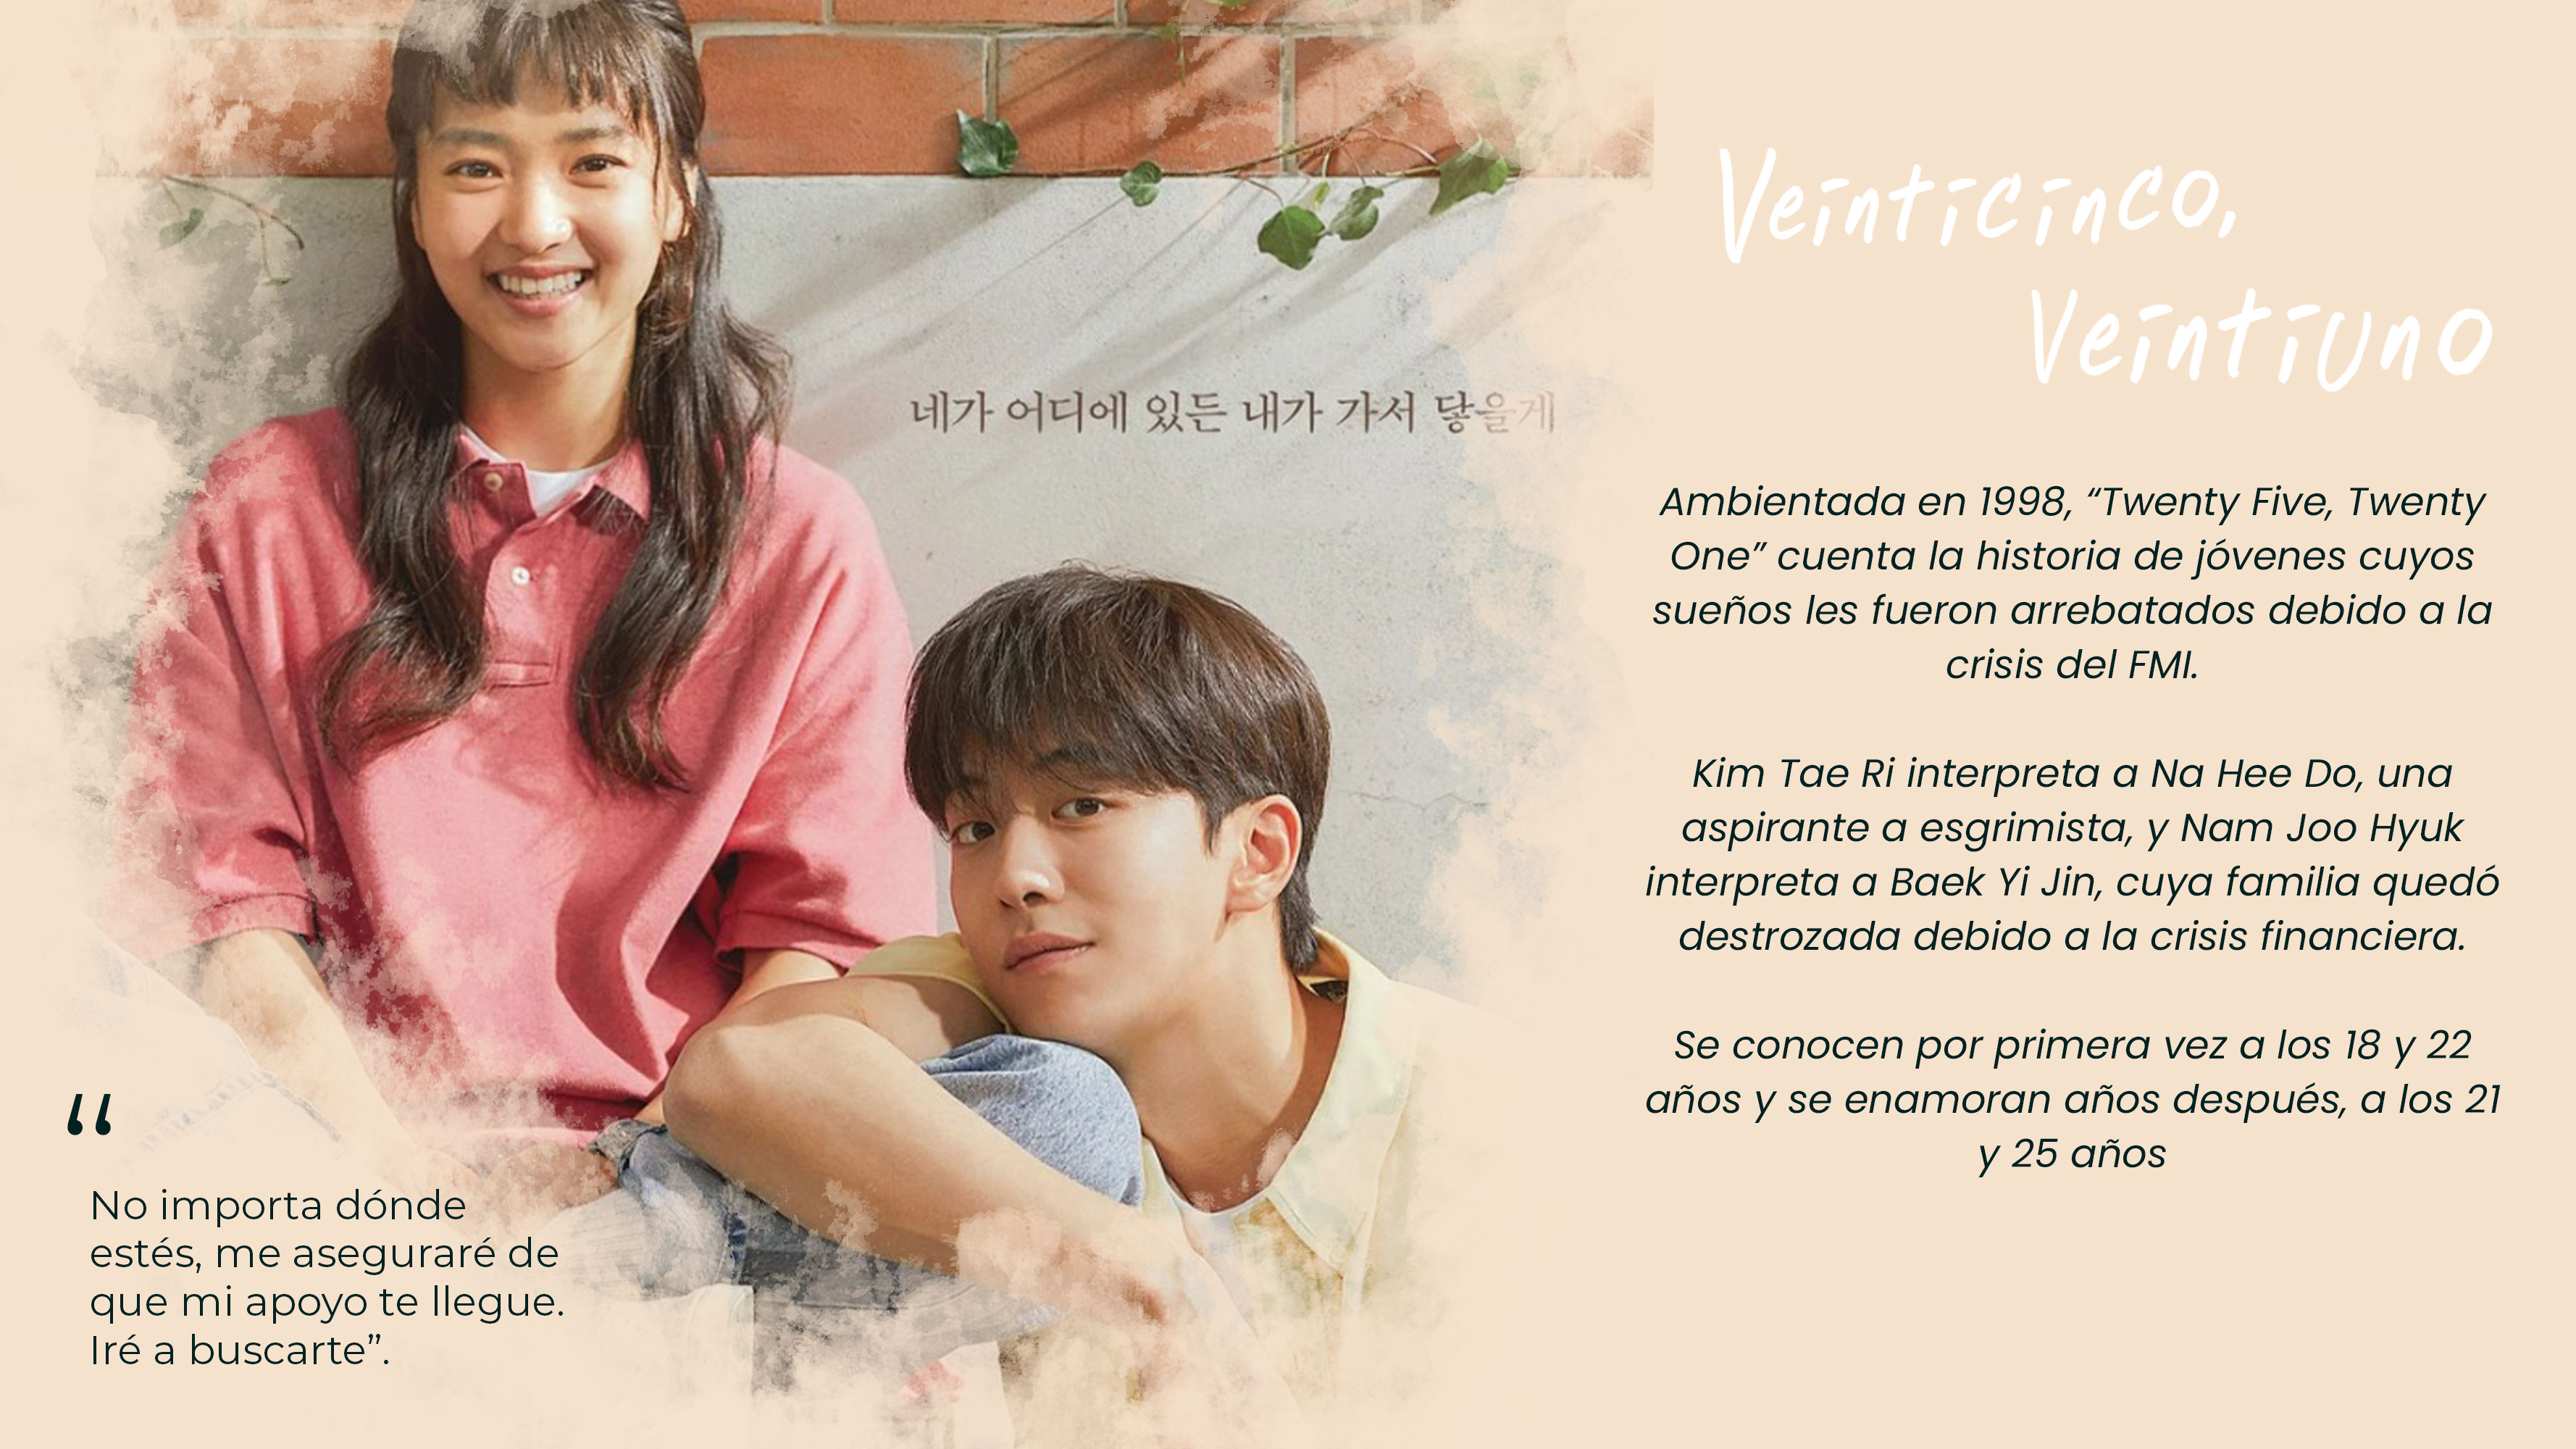 Veinticinco,
Veintiuno
네가 어디에 있든 내가 가서 닿을게
Ambientada en 1998, “Twenty Five, Twenty
One” cuenta la historia de jóvenes cuyos
sueños les fueron arrebatados debido a la
crisis del FMI.
Kim Tae Ri interpreta a Na Hee Do, una
aspirante a esgrimista, y Nam Joo Hyuk
interpreta a Baek Yi Jin, cuya familia quedó
destrozada debido a la crisis financiera.
Se conocen por primera vez a los 18 y 22
años y se enamoran años después, a los 21
y 25 años
“
No importa dónde
estés, me aseguraré de
que mi apoyo te llegue.
Iré a buscarte”.